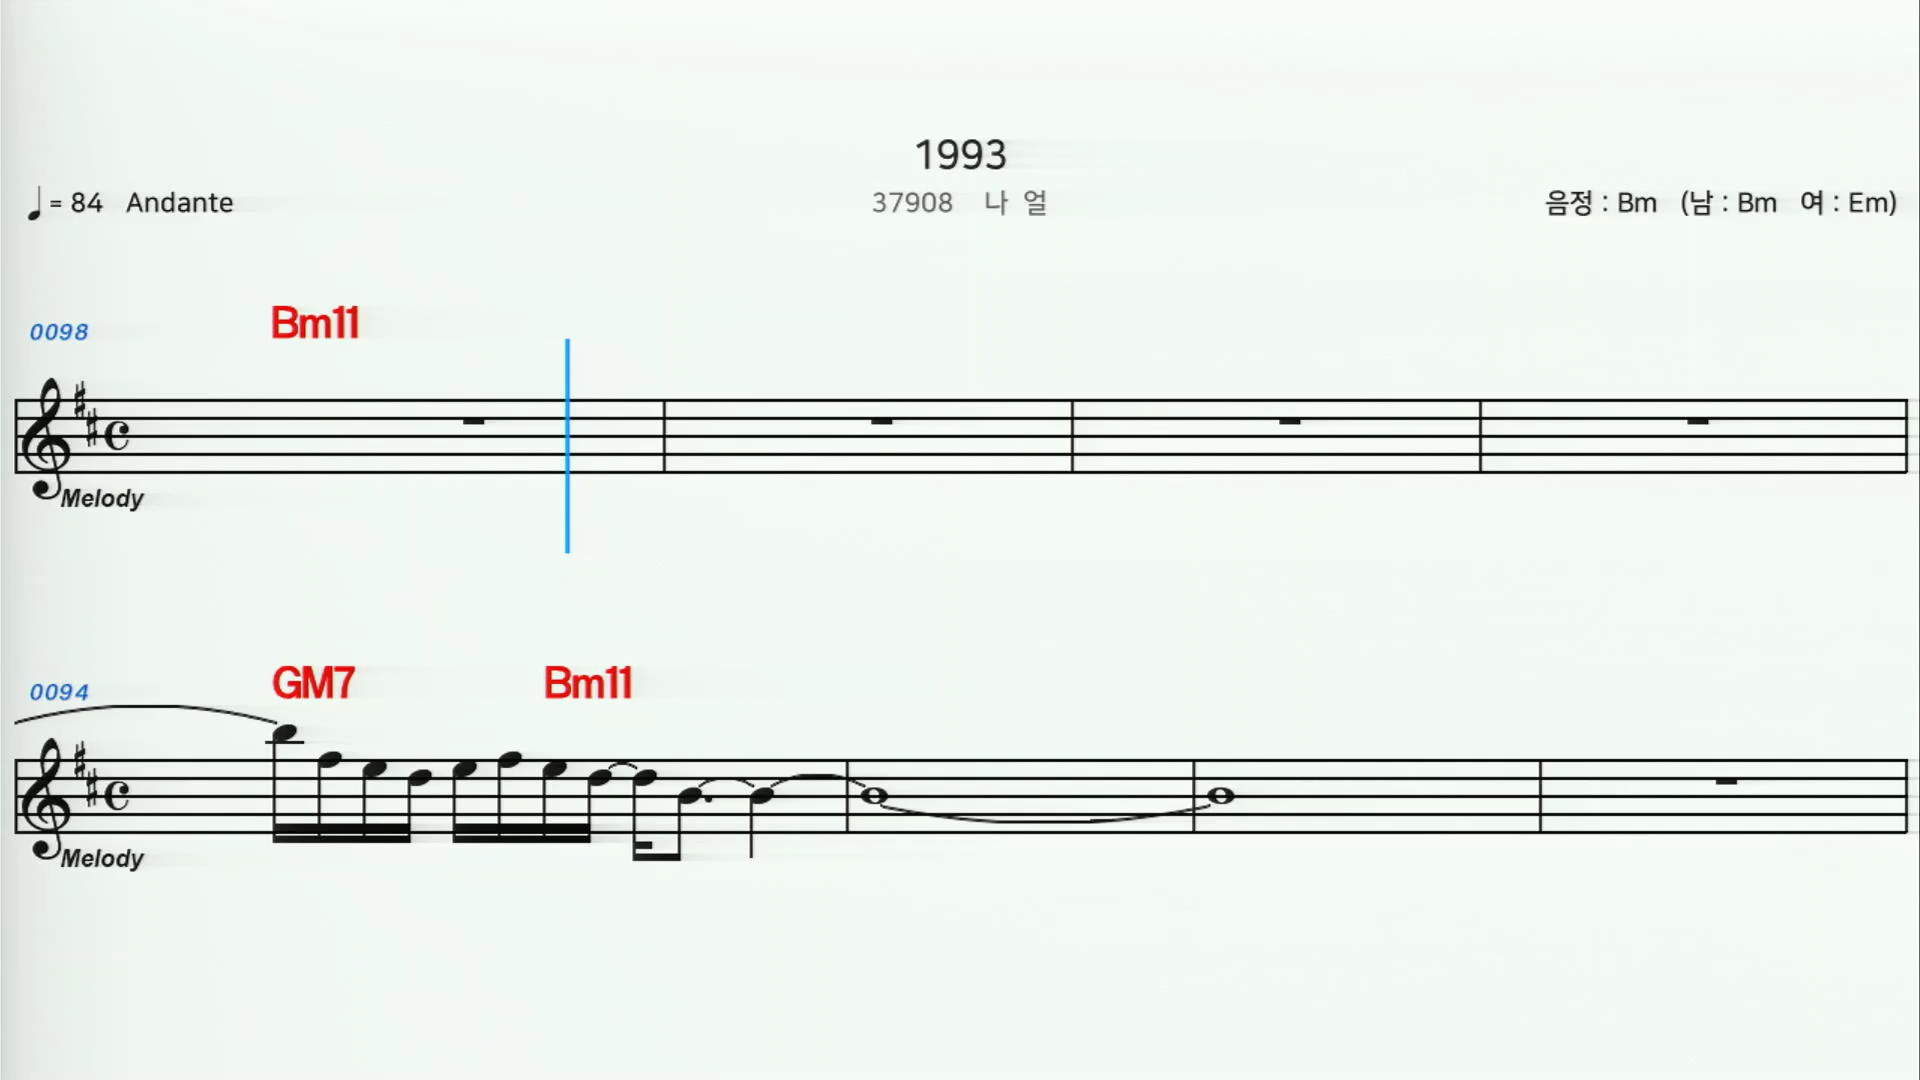 1993
♩ = 84 Andante 37908 나 얼 음정 : Bm (남 : Bm 여 : Em)
0098 Bm11
Melody
0094 GM7 Bm11
Melody